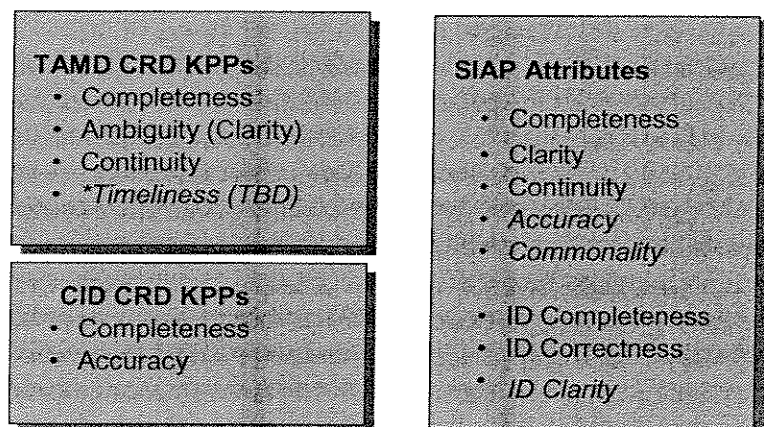 TAMD CRD KPPs
• Completeness
• Ambiguity (Clarity)
• Continuity
• *Timeliness (TBD)
CID CRD KPPs
• Completeness
• Accuracy
SIAP Attributes
• Completeness
• Clarity
• Continuity
• Accuracy
• Commonality
• ID Completeness
• ID Correctness
• ID Clarity